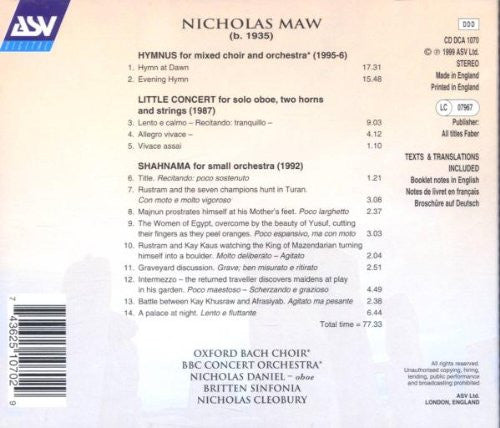 ASV
DIGITAL
NICHOLAS MAW
(b. 1935)
DDD
CD DCA 1070
© ℗ 1999 ASV Ltd.
STEREO
Made in England
Printed in England
LC 07967
Publisher:
All titles Faber
TEXTS & TRANSLATIONS
INCLUDED
Booklet notes in English
Notes de livret en français
Broschüre auf Deutsch
HYMNUS for mixed choir and orchestra* (1995-6)
1. Hymn at Dawn 17.31
2. Evening Hymn 15.48
LITTLE CONCERT for solo oboe, two horns
and strings (1987)
3. Lento e calmo – Recitando: tranquillo – 9.03
4. Allegro vivace – 4.12
5. Vivace assai 1.10
SHAHNAMA for small orchestra (1992)
6. Title. Recitando: poco sostenuto 1.21
7. Rustram and the seven champions hunt in Turan.
Con moto e molto vigoroso 3.08
8. Majnun prostrates himself at his Mother's feet. Poco larghetto 2.37
9. The Women of Egypt, overcome by the beauty of Yusuf, cutting
their fingers as they peel oranges. Poco espansivo, ma con moto 3.03
10. Rustram and Kay Kaus watching the King of Mazendarian turning
himself into a boulder. Molto deliberato – Agitato 2.04
11. Graveyard discussion. Grave; ben misurato e ritirato 2.51
12. Intermezzo – the returned traveller discovers maidens at play
in his garden. Poco maestoso – Scherzando e grazioso 4.49
13. Battle between Kay Khusraw and Afrasiyab. Agitato ma pesante 2.38
14. A palace at night. Lento e fluttante 6.44
Total time = 77.33
OXFORD BACH CHOIR*
BBC CONCERT ORCHESTRA*
NICHOLAS DANIEL – oboe
BRITTEN SINFONIA
NICHOLAS CLEOBURY
All rights reserved.
Unauthorised copying, hiring,
lending, public performance
and broadcasting prohibited
ASV Ltd.
LONDON, ENGLAND
7 43625 10702 9